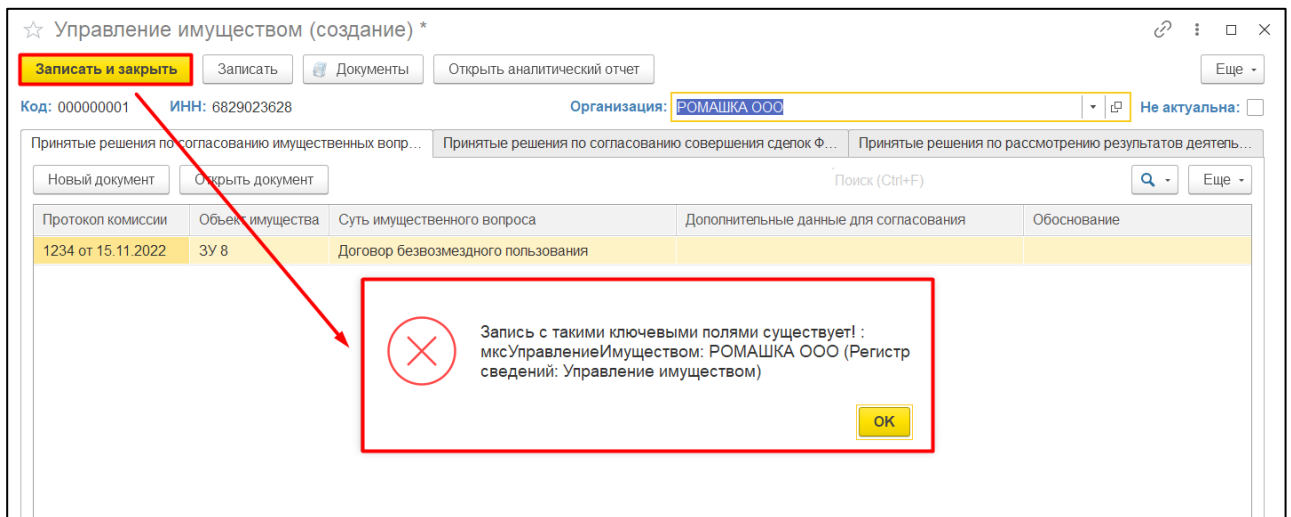 Управление имуществом (создание) *
Записать и закрыть Записать Документы Открыть аналитический отчет Еще
Код: 000000001 ИНН: 6829023628 Организация: РОМАШКА ООО Не актуальна:
Принятые решения по согласованию имущественных вопр... Принятые решения по согласованию совершения сделок Ф... Принятые решения по рассмотрению результатов деятель...
Новый документ Открыть документ Поиск (Ctrl+F) Еще
Протокол комиссии Объект имущества Суть имущественного вопроса Дополнительные данные для согласования Обоснование
1234 от 15.11.2022 ЗУ 8 Договор безвозмездного пользования
Запись с такими ключевыми полями существует! :
мксУправлениеИмуществом: РОМАШКА ООО (Регистр
сведений: Управление имуществом)
ОК